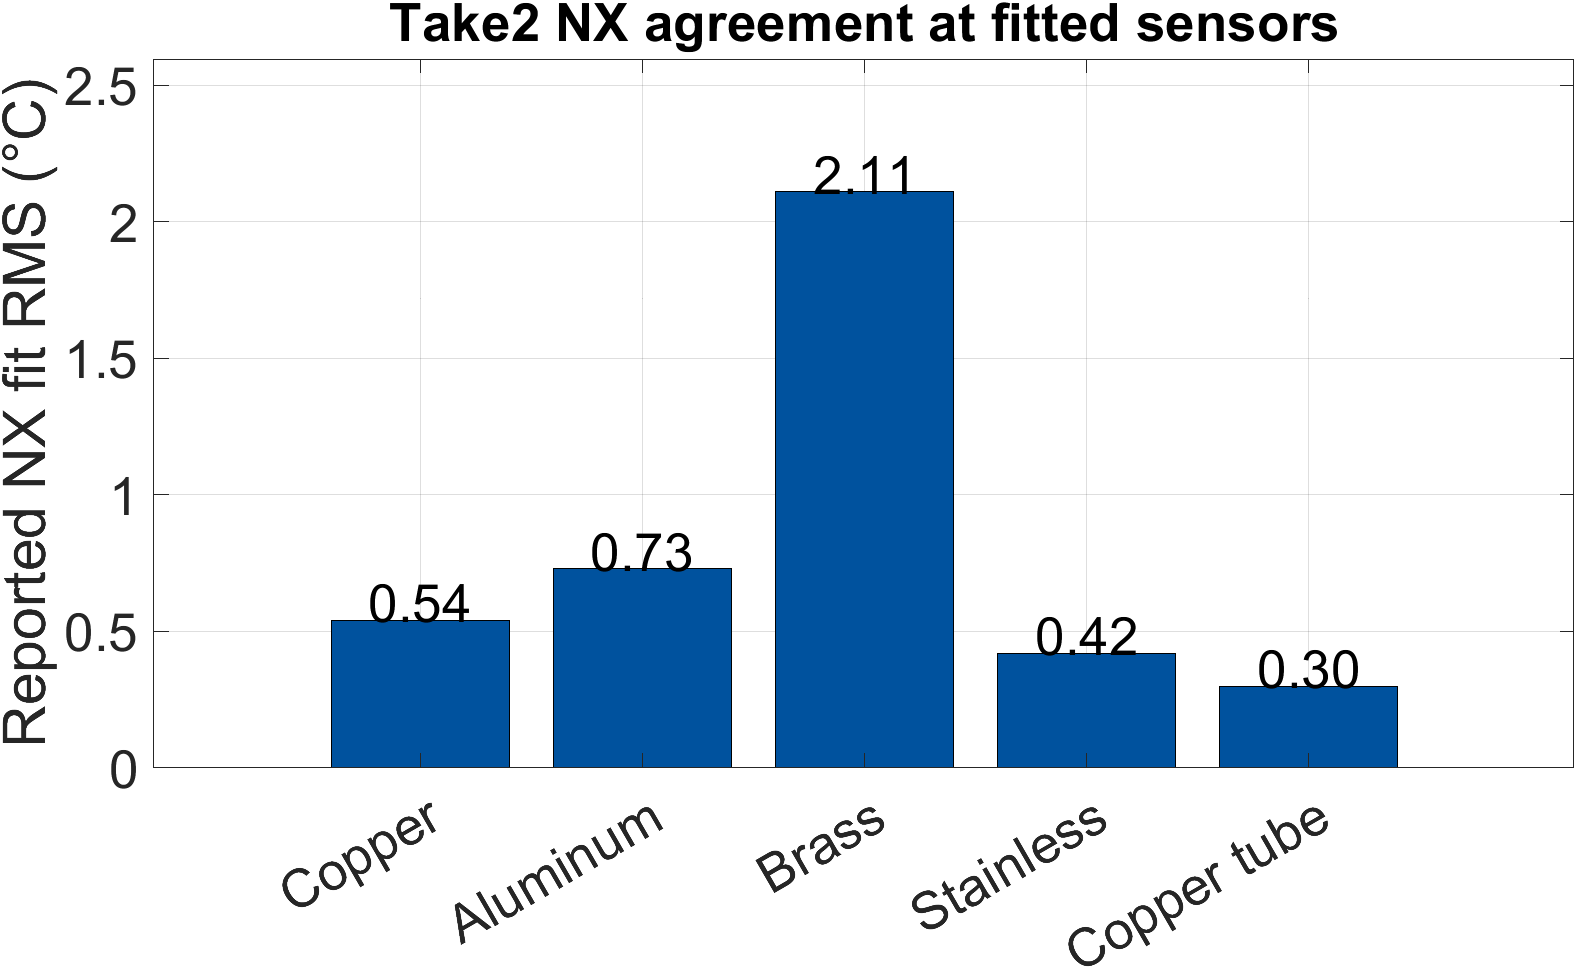 Take2 NX agreement at fitted sensors
Reported NX fit RMS (°C)
2.5
2
1.5
1
0.5
0
0.54
0.73
2.11
0.42
0.30
Copper
Aluminum
Brass
Stainless
Copper tube